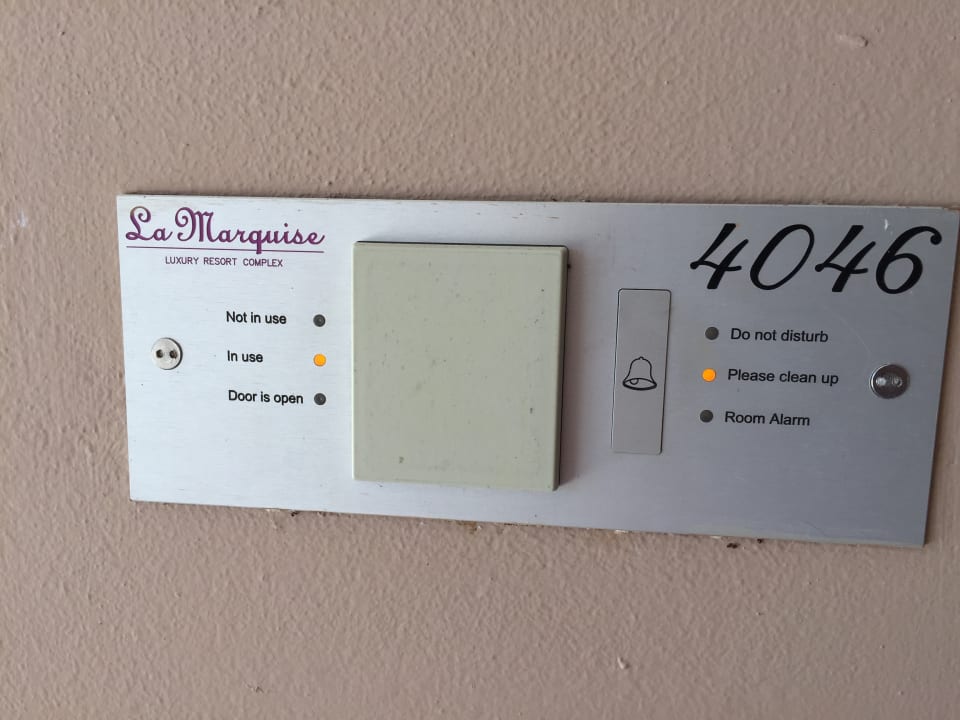 La Marquise
LUXURY RESORT COMPLEX
Not in use
In use
Door is open
4046
Do not disturb
Please clean up
Room Alarm